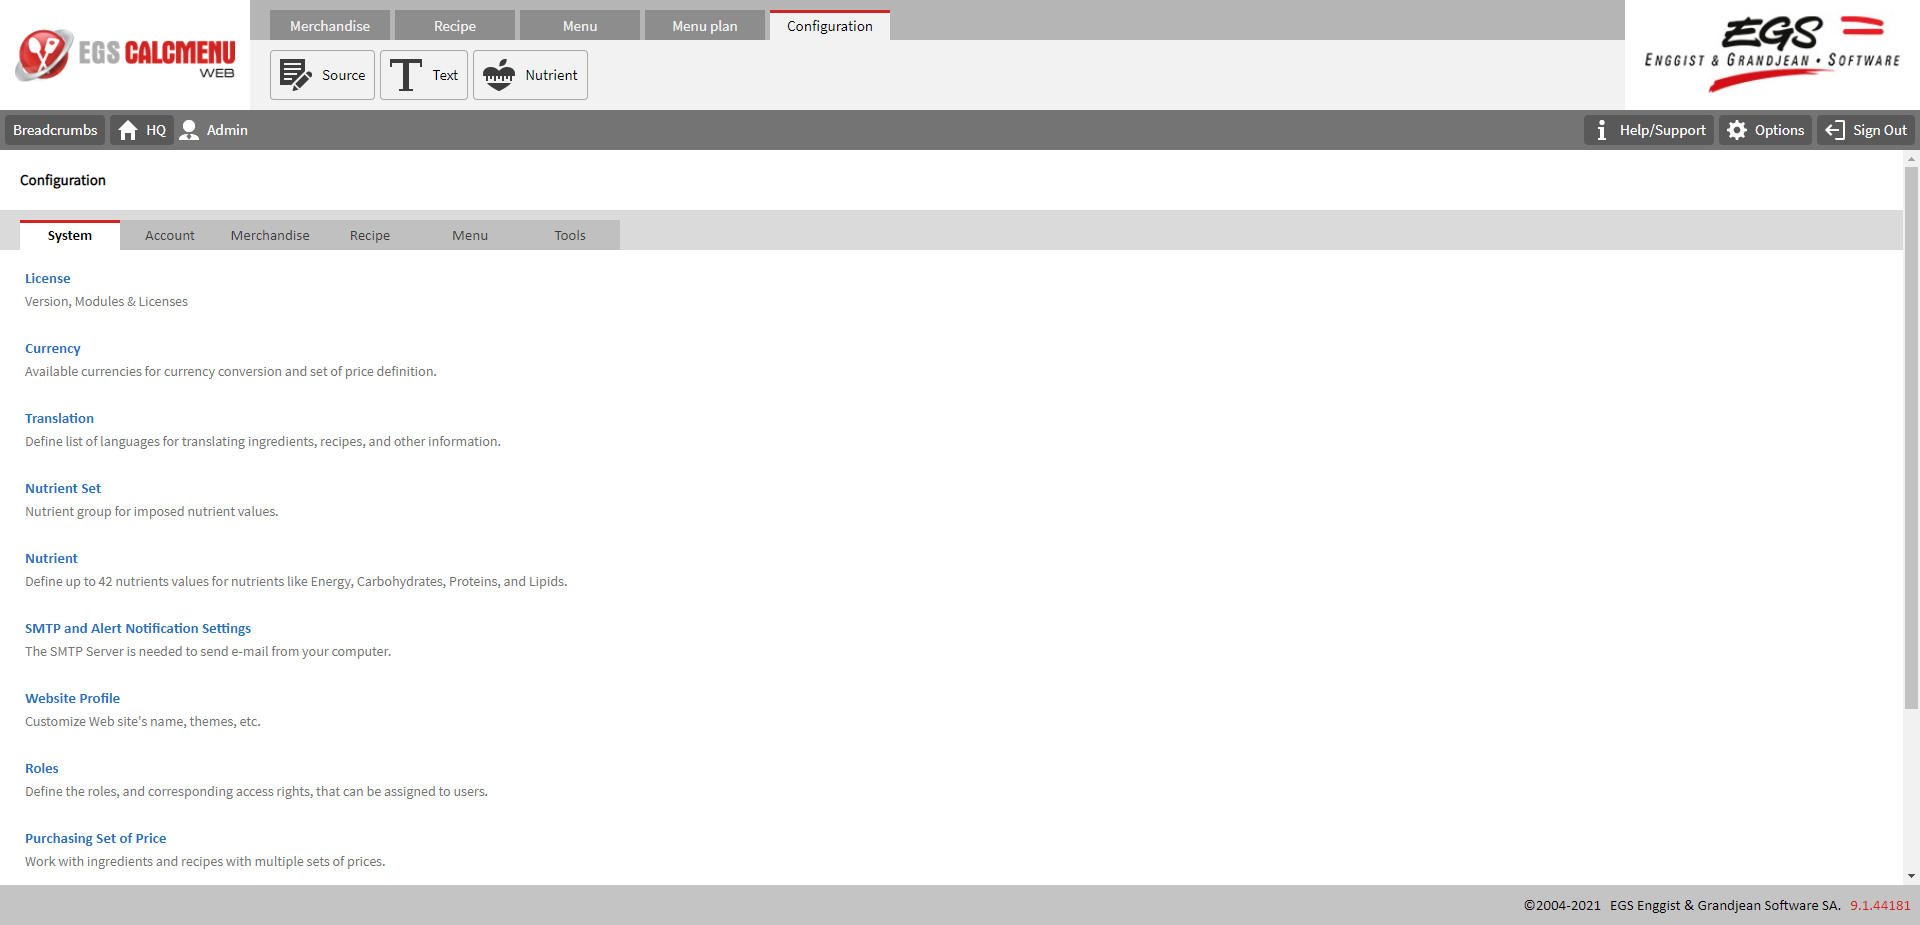 EGS CALCMENU
WEB
Merchandise Recipe Menu Menu plan Configuration
Source Text Nutrient
EGS
ENGGIST & GRANDJEAN • SOFTWARE
Breadcrumbs HQ Admin Help/Support Options Sign Out
Configuration
System Account Merchandise Recipe Menu Tools
License
Version, Modules & Licenses
Currency
Available currencies for currency conversion and set of price definition.
Translation
Define list of languages for translating ingredients, recipes, and other information.
Nutrient Set
Nutrient group for imposed nutrient values.
Nutrient
Define up to 42 nutrients values for nutrients like Energy, Carbohydrates, Proteins, and Lipids.
SMTP and Alert Notification Settings
The SMTP Server is needed to send e-mail from your computer.
Website Profile
Customize Web site's name, themes, etc.
Roles
Define the roles, and corresponding access rights, that can be assigned to users.
Purchasing Set of Price
Work with ingredients and recipes with multiple sets of prices.
©2004-2021 EGS Enggist & Grandjean Software SA. 9.1.44181